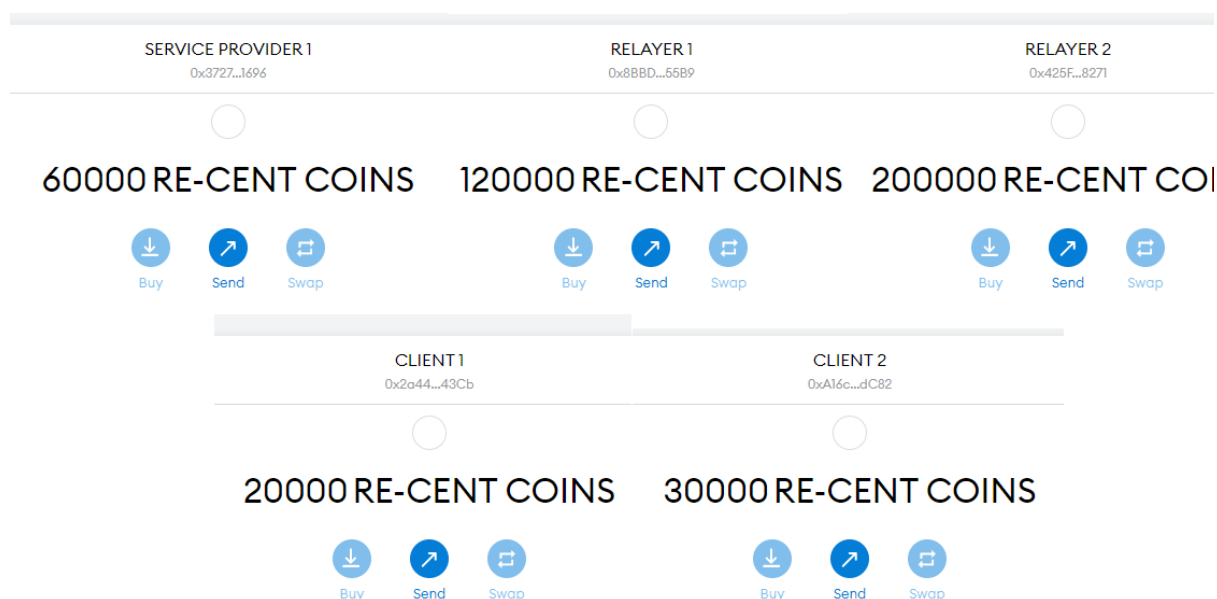 SERVICE PROVIDER 1 RELAYER 1 RELAYER 2
0x3727...1696 0x8BBD...55B9 0x425F...8271
60000 RE-CENT COINS 120000 RE-CENT COINS 200000 RE-CENT COI
Buy Send Swap Buy Send Swap Buy Send Swap
CLIENT 1 CLIENT 2
0x2a44...43Cb 0xA16c...dC82
20000 RE-CENT COINS 30000 RE-CENT COINS
Buy Send Swap Buy Send Swap